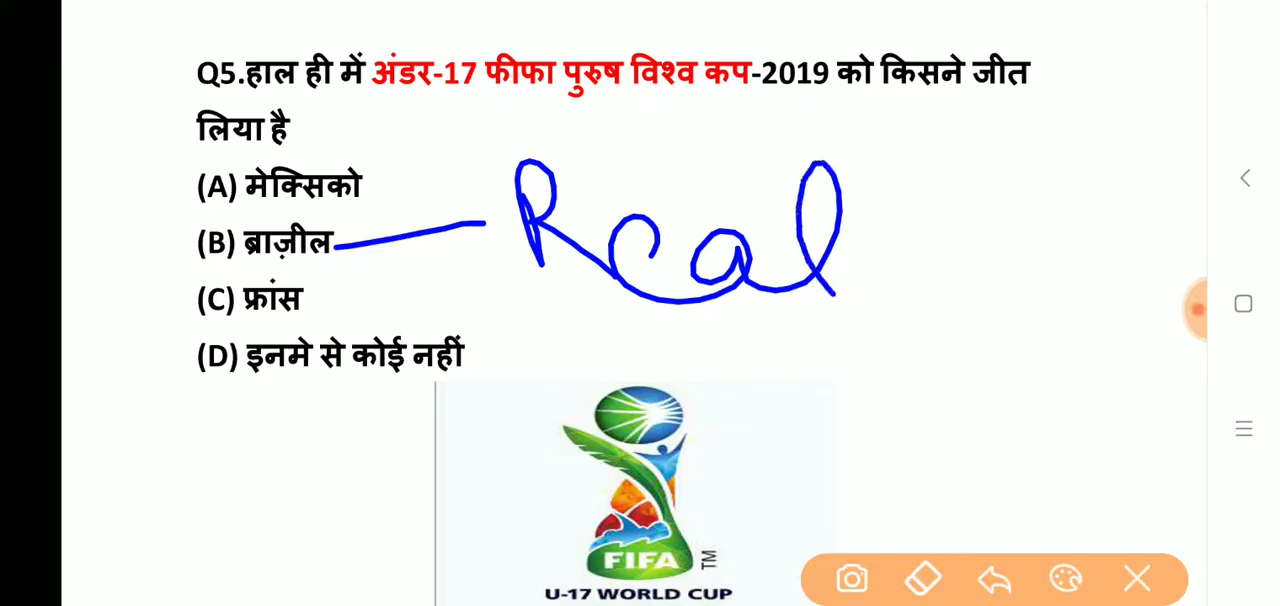 Q5.हाल ही में अंडर-17 फीफा पुरुष विश्व कप-2019 को किसने जीत
लिया है
(A) मेक्सिको
(B) ब्राज़ील
Real
(C) फ्रांस
(D) इनमे से कोई नहीं
FIFA TM
U-17 WORLD CUP